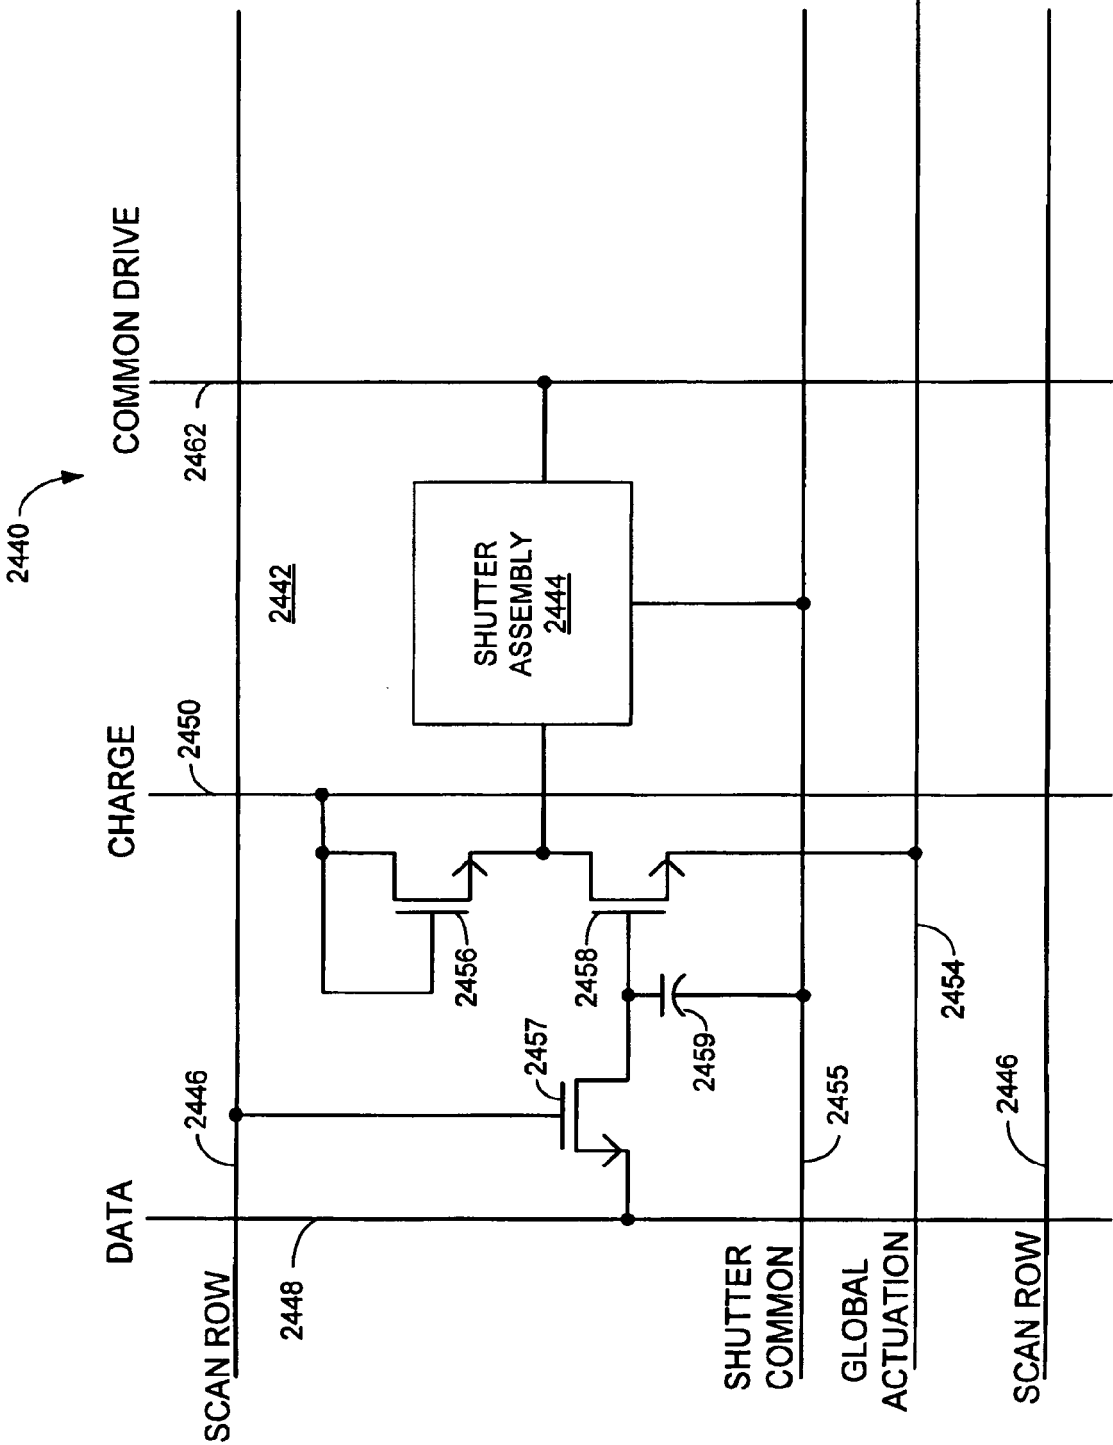 2440
DATA
CHARGE
COMMON DRIVE
2448
2446
2450
2462
SCAN ROW
2442
2457
2456
SHUTTER
ASSEMBLY
2444
2458
2459
SHUTTER
COMMON
2455
GLOBAL
ACTUATION
2454
SCAN ROW
2446